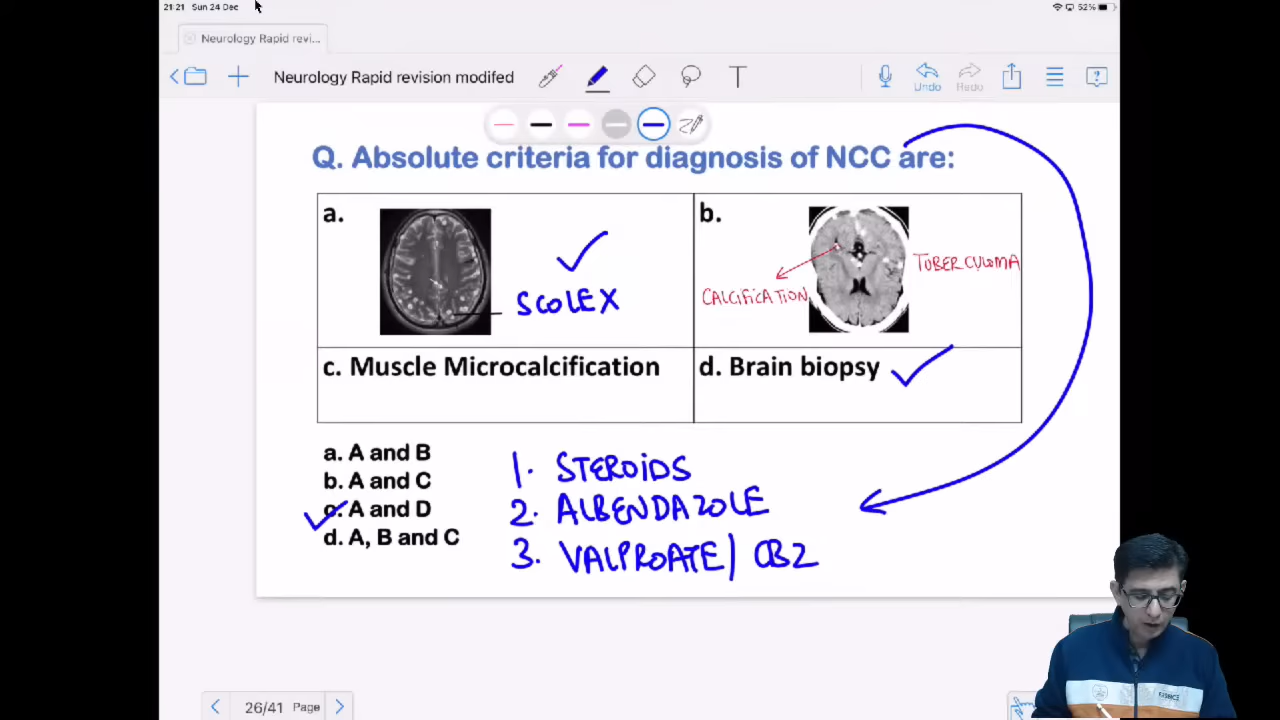 21:21 Sun 24 Dec
52%
Neurology Rapid revi...
Neurology Rapid revision modifed
T
Undo
Redo
Q. Absolute criteria for diagnosis of NCC are:
a.
SCOLEX
b.
CALCIFICATION
TUBERCULOMA
c. Muscle Microcalcification
d. Brain biopsy
a. A and B
b. A and C
c. A and D
d. A, B and C
1. STEROIDS
2. ALBENDAZOLE
3. VALPROATE/ CBZ
26/41 Page